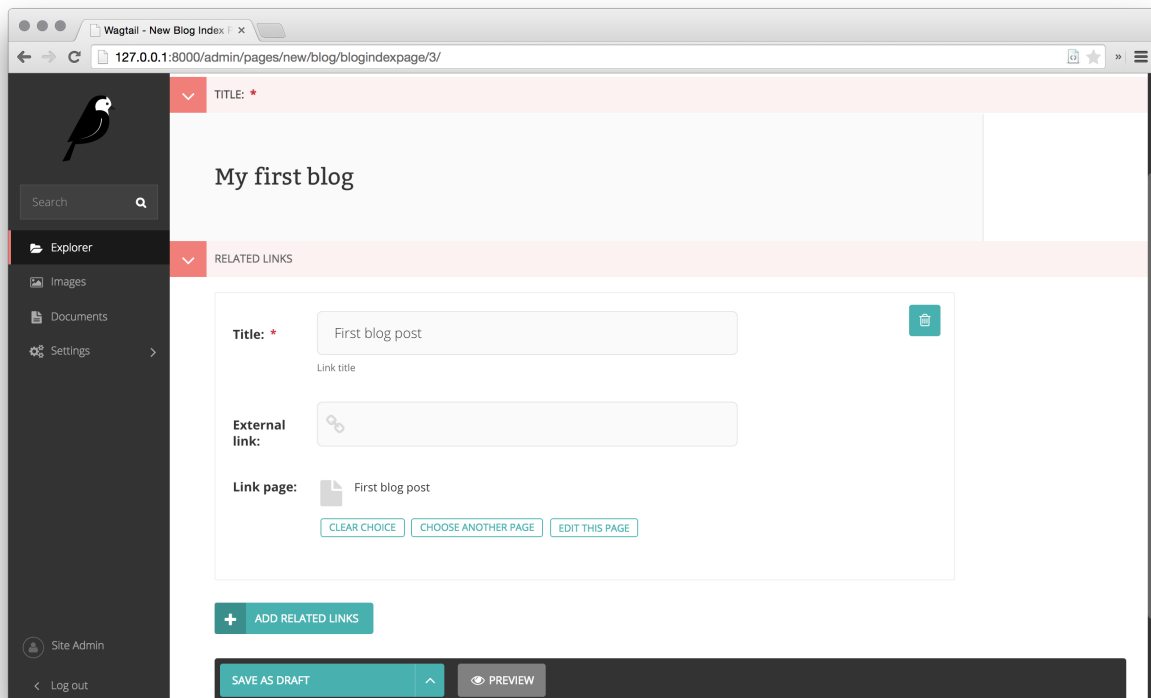 Wagtail - New Blog Index
127.0.0.1:8000/admin/pages/new/blog/blogindexpage/3/
»
TITLE: *
My first blog
Search
Explorer
Images
Documents
Settings
RELATED LINKS
Title: *
First blog post
Link title
External
link:
Link page:
First blog post
CLEAR CHOICE
CHOOSE ANOTHER PAGE
EDIT THIS PAGE
ADD RELATED LINKS
Site Admin
Log out
SAVE AS DRAFT
PREVIEW